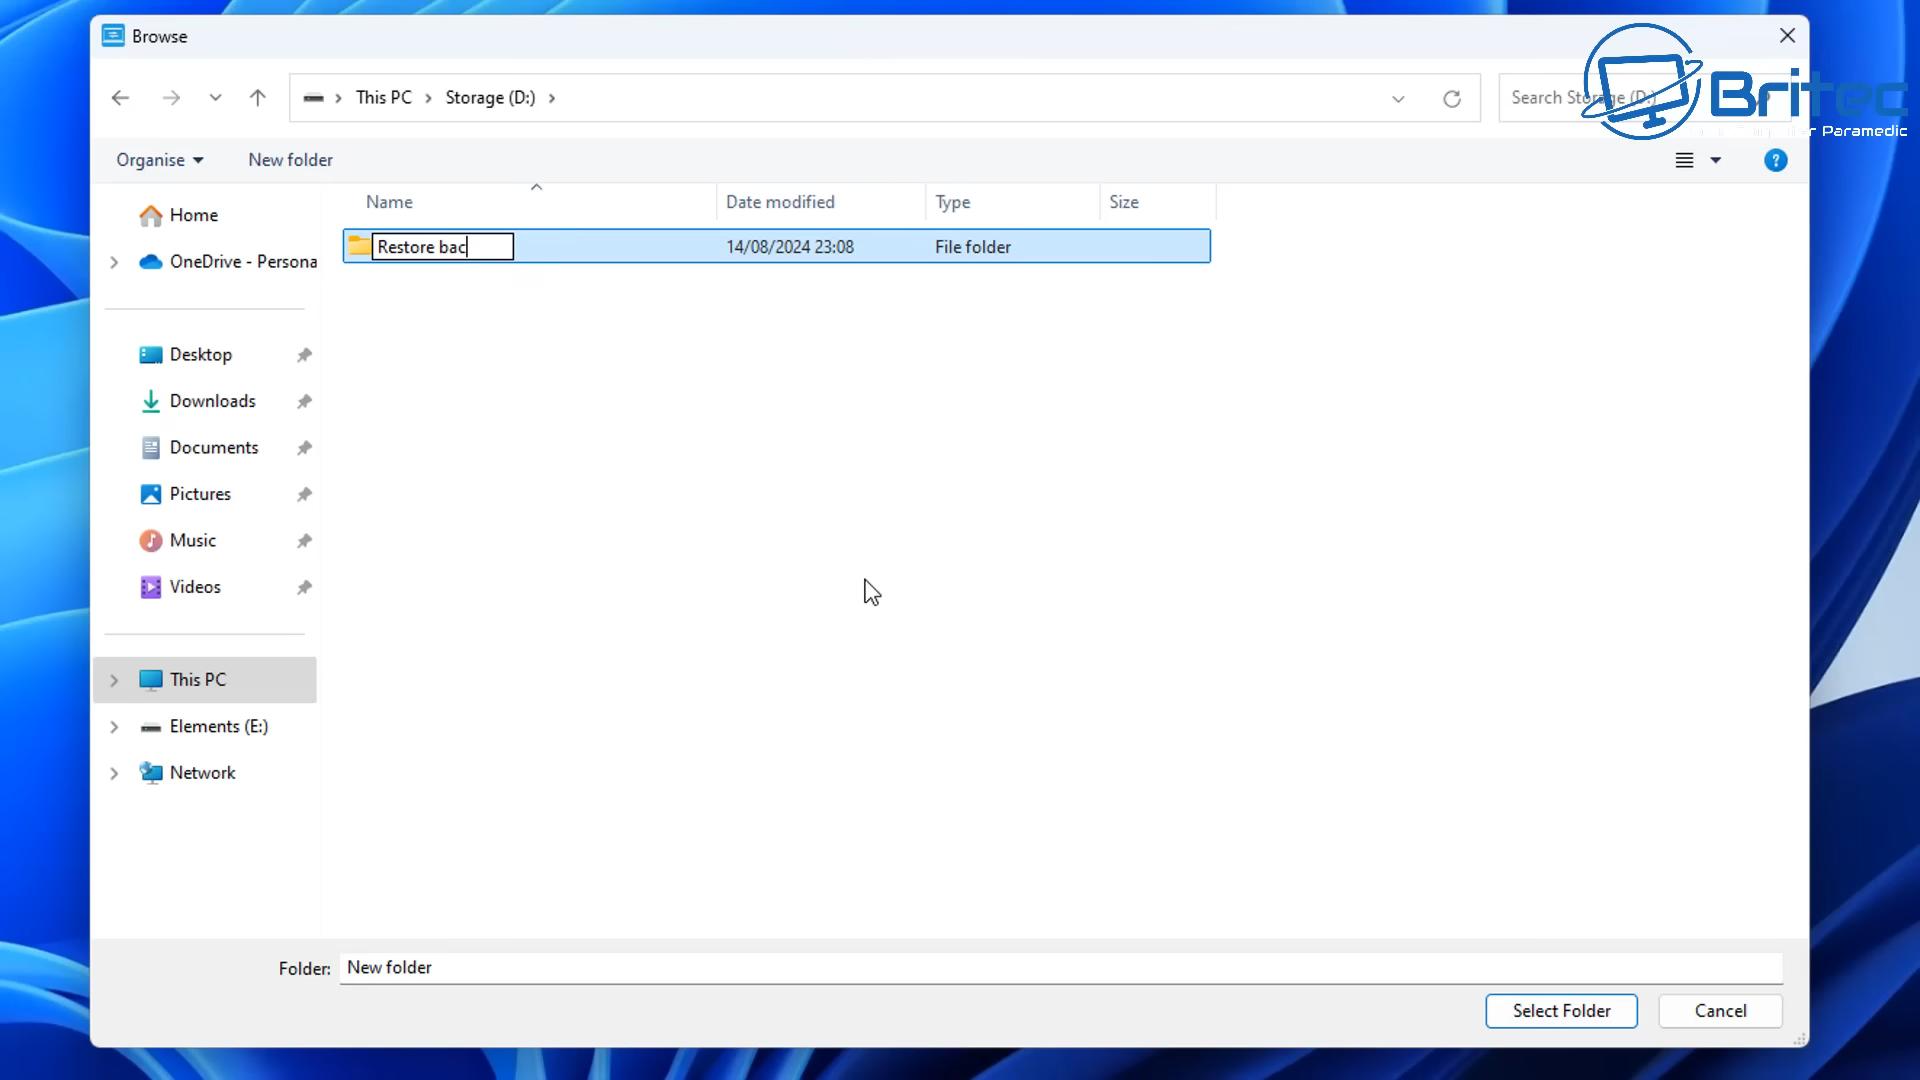 Browse
This PC
Storage (D:)
Search Storage (D:)
Britec
r Paramedic
Organise
New folder
?
Name
Date modified
Type
Size
Restore bac
14/08/2024 23:08
File folder
Home
OneDrive - Persona
Desktop
Downloads
Documents
Pictures
Music
Videos
This PC
Elements (E:)
Network
Folder:
New folder
Select Folder
Cancel